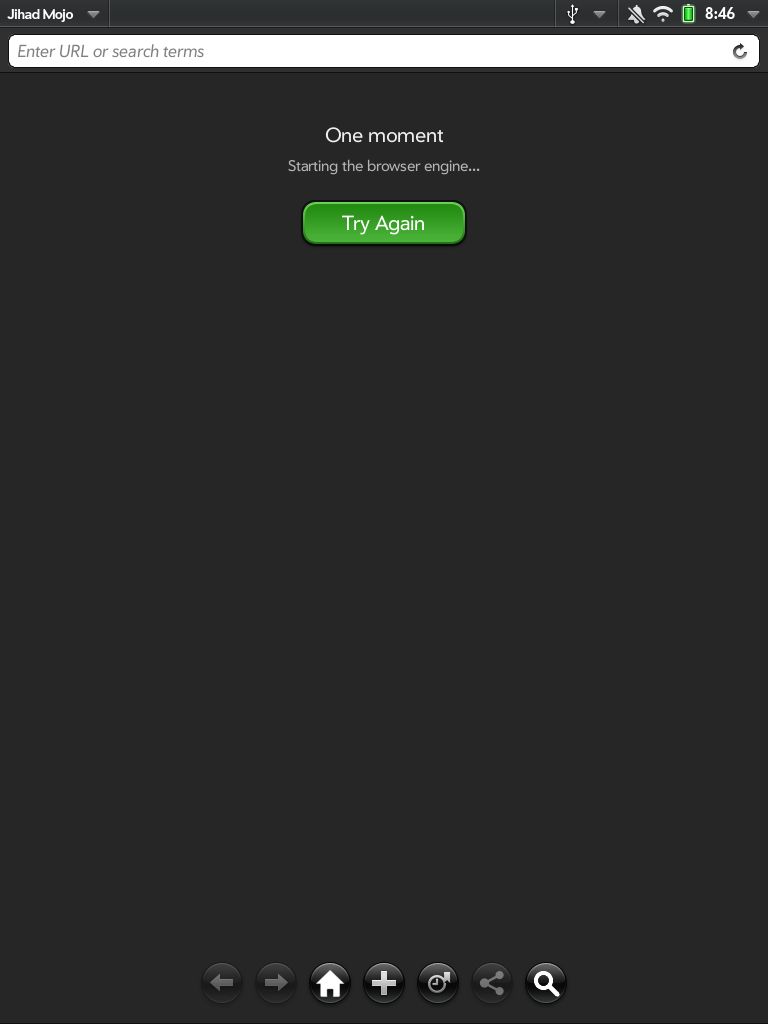 Jihad Mojo
8:46
Enter URL or search terms
One moment
Starting the browser engine...
Try Again